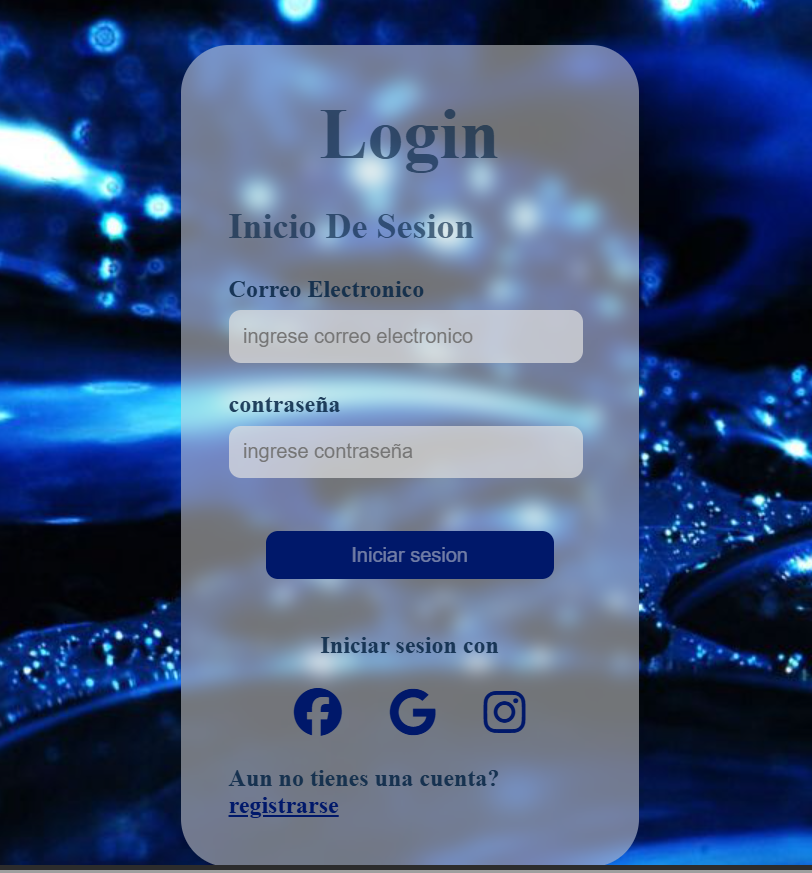 Login
Inicio De Sesion
Correo Electronico
ingrese correo electronico
contraseña
ingrese contraseña
Iniciar sesion
Iniciar sesion con
Aun no tienes una cuenta?
registrarse